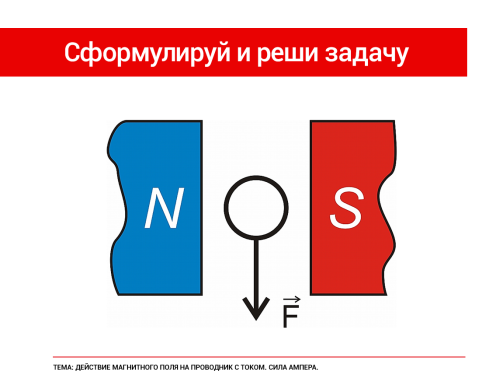 Сформулируй и реши задачу
N
S
F
ТЕМА: ДЕЙСТВИЕ МАГНИТНОГО ПОЛЯ НА ПРОВОДНИК С ТОКОМ. СИЛА АМПЕРА.